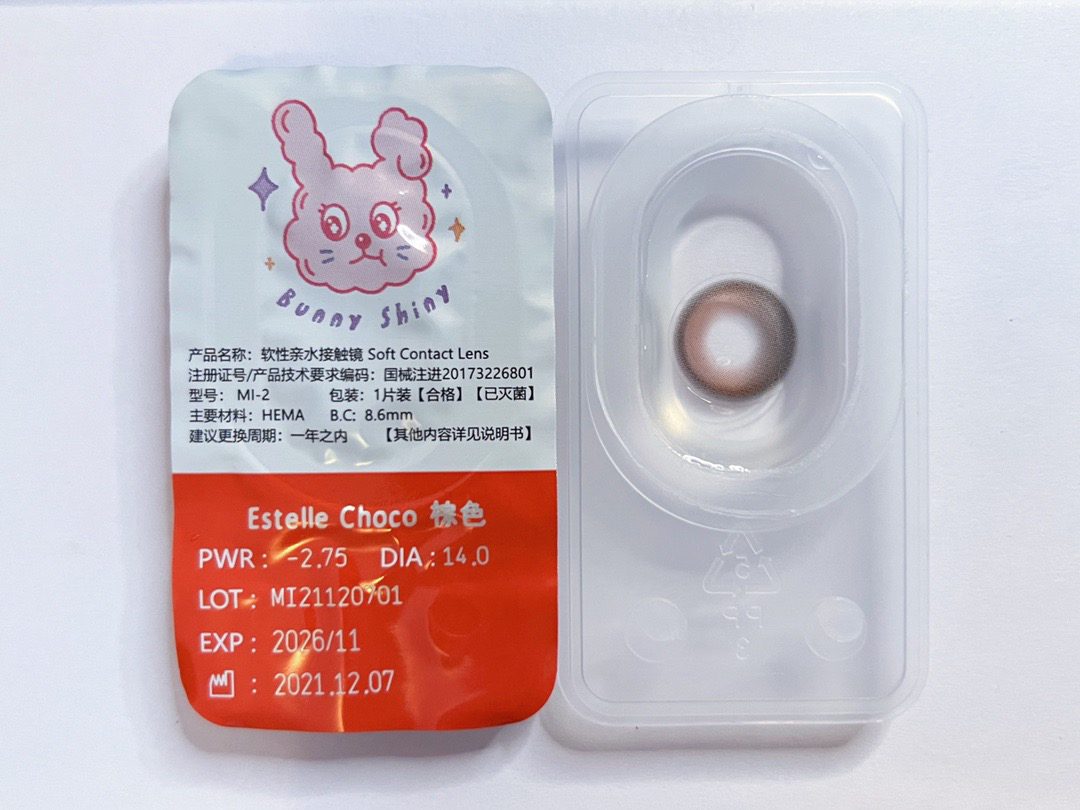 Bunny Shiny
产品名称：软性亲水接触镜 Soft Contact Lens
注册证号/产品技术要求编码：国械注进20173226801
型号： MI-2 包装：1片装【合格】【已灭菌】
主要材料：HEMA B.C: 8.6mm
建议更换周期：一年之内 【其他内容详见说明书】
Estelle Choco 棕色
PWR : -2.75 DIA : 14.0
LOT : MI21120701
EXP : 2026/11
: 2021.12.07
5
PP